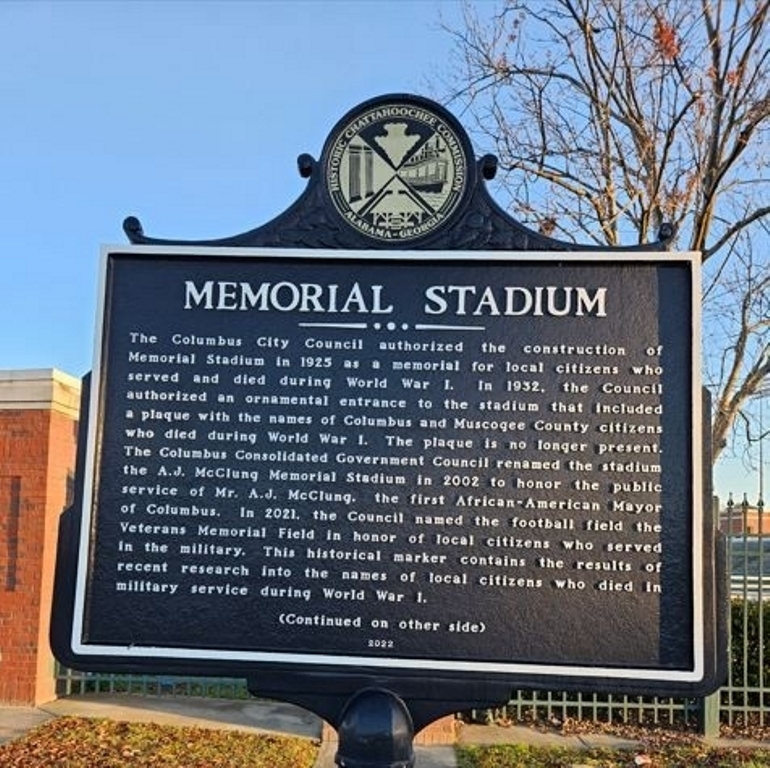 HISTORIC CHATTAHOOCHEE COMMISSION
ALABAMA-GEORGIA
MEMORIAL STADIUM
The Columbus City Council authorized the construction of
Memorial Stadium in 1925 as a memorial for local citizens who
served and died during World War I. In 1932, the Council
authorized an ornamental entrance to the stadium that included
a plaque with the names of Columbus and Muscogee County citizens
who died during World War I. The plaque is no longer present.
The Columbus Consolidated Government Council renamed the stadium
the A.J. McClung Memorial Stadium in 2002 to honor the public
service of Mr. A.J. McClung, the first African-American Mayor
of Columbus. In 2021, the Council named the football field the
Veterans Memorial Field in honor of local citizens who served
in the military. This historical marker contains the results of
recent research into the names of local citizens who died in
military service during World War I.
(Continued on other side)
2022